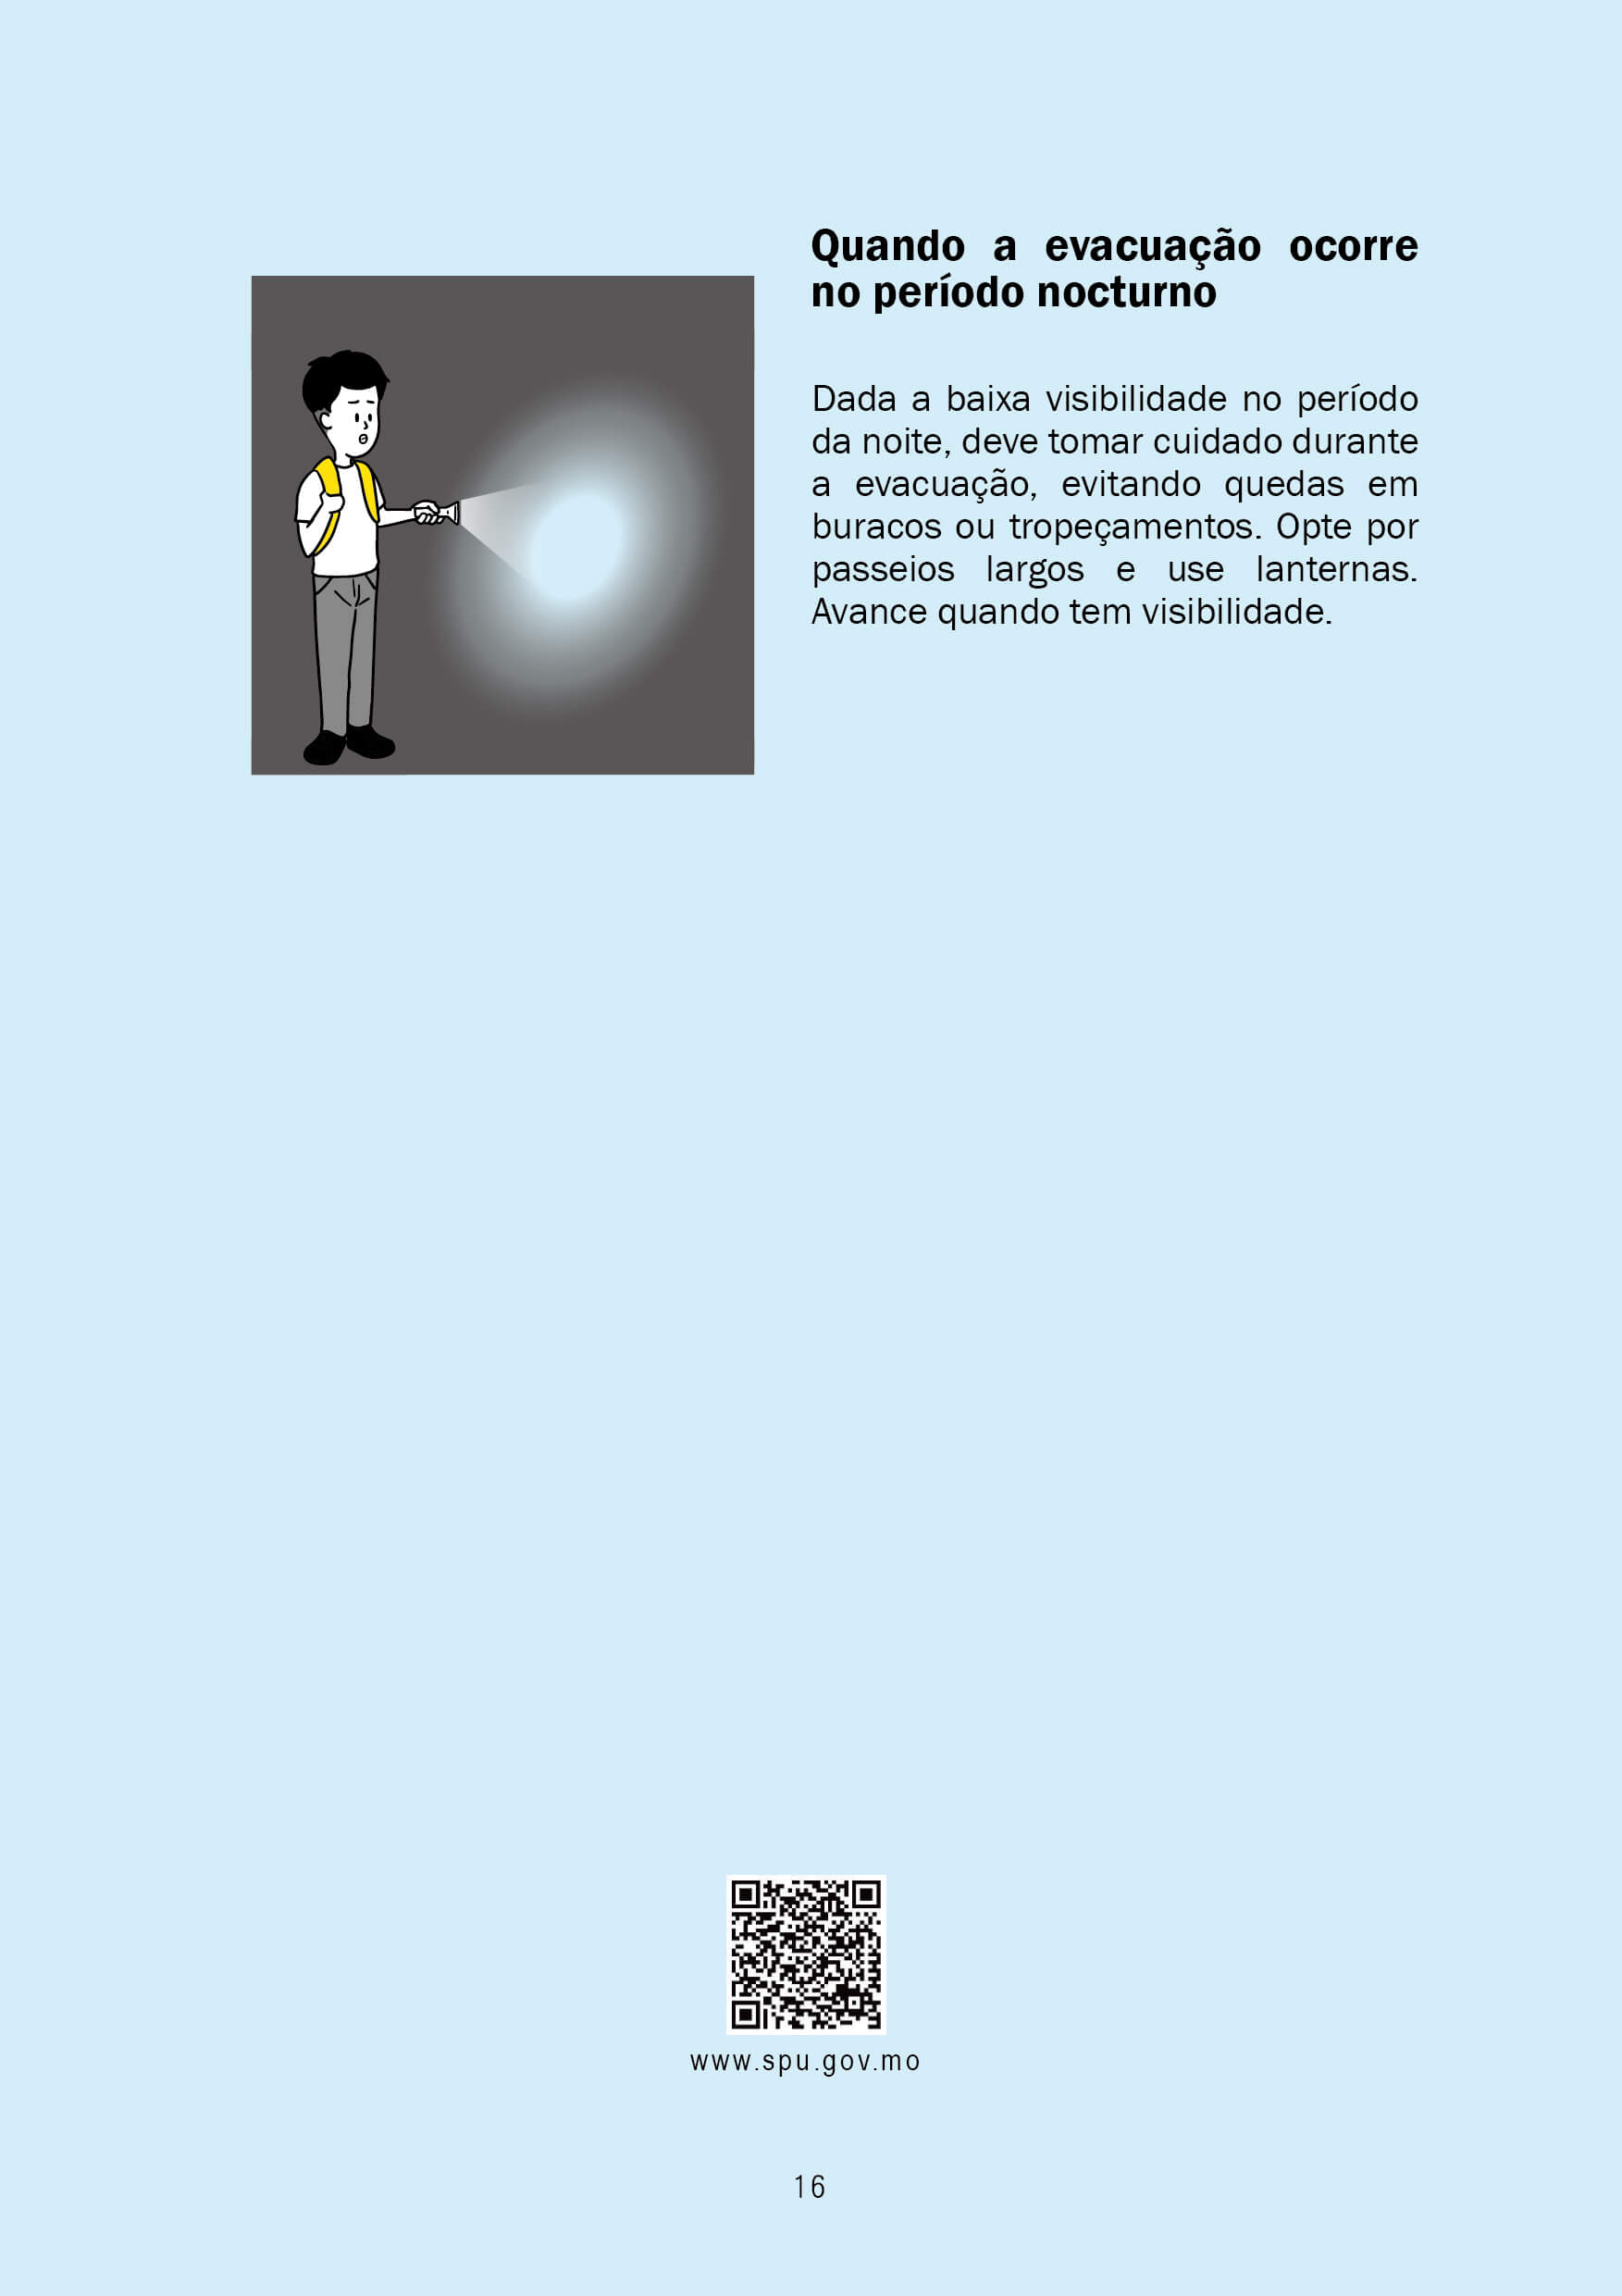 Quando a evacuação ocorre
no período nocturno
Dada a baixa visibilidade no período
da noite, deve tomar cuidado durante
a evacuação, evitando quedas em
buracos ou tropeçamentos. Opte por
passeios largos e use lanternas.
Avance quando tem visibilidade.
www.spu.gov.mo
16